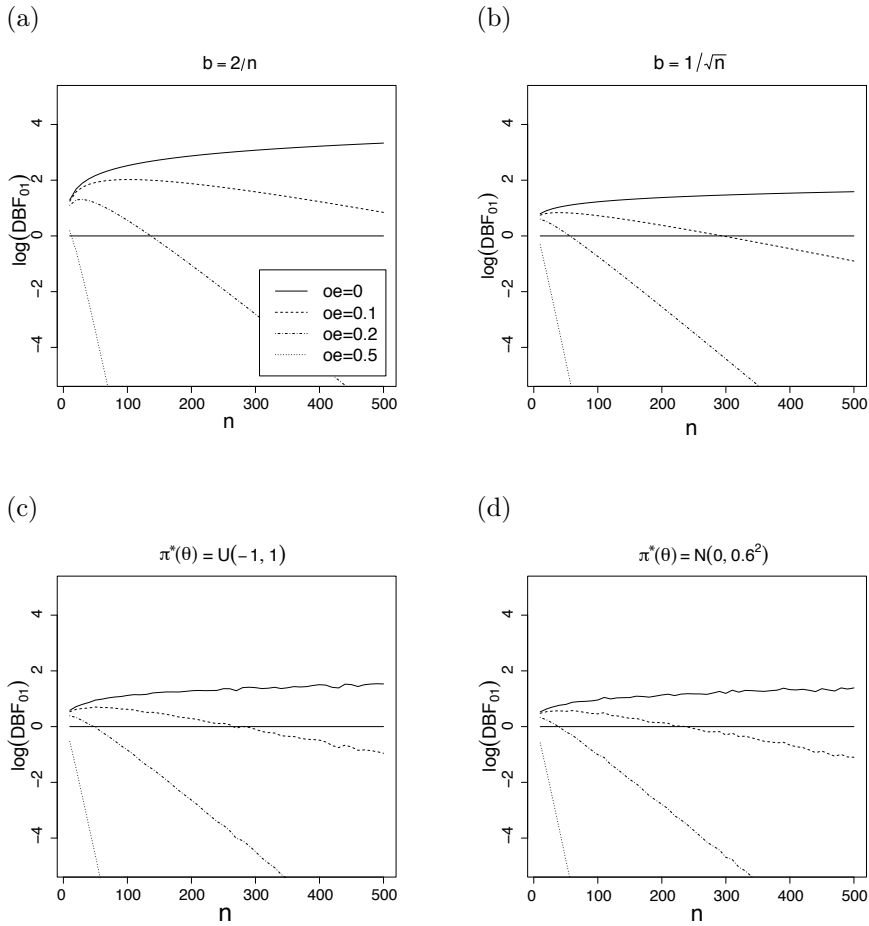 (a)
b = 2/n
log(DBF01)
4
2
0
−2
−4
oe=0
oe=0.1
oe=0.2
oe=0.5
0 100 200 300 400 500
n
(b)
b = 1/√n
log(DBF01)
4
2
0
−2
−4
0 100 200 300 400 500
n
(c)
π*(θ) = U(−1, 1)
log(DBF01)
4
2
0
−2
−4
0 100 200 300 400 500
n
(d)
π*(θ) = N(0, 0.6²)
log(DBF01)
4
2
0
−2
−4
0 100 200 300 400 500
n